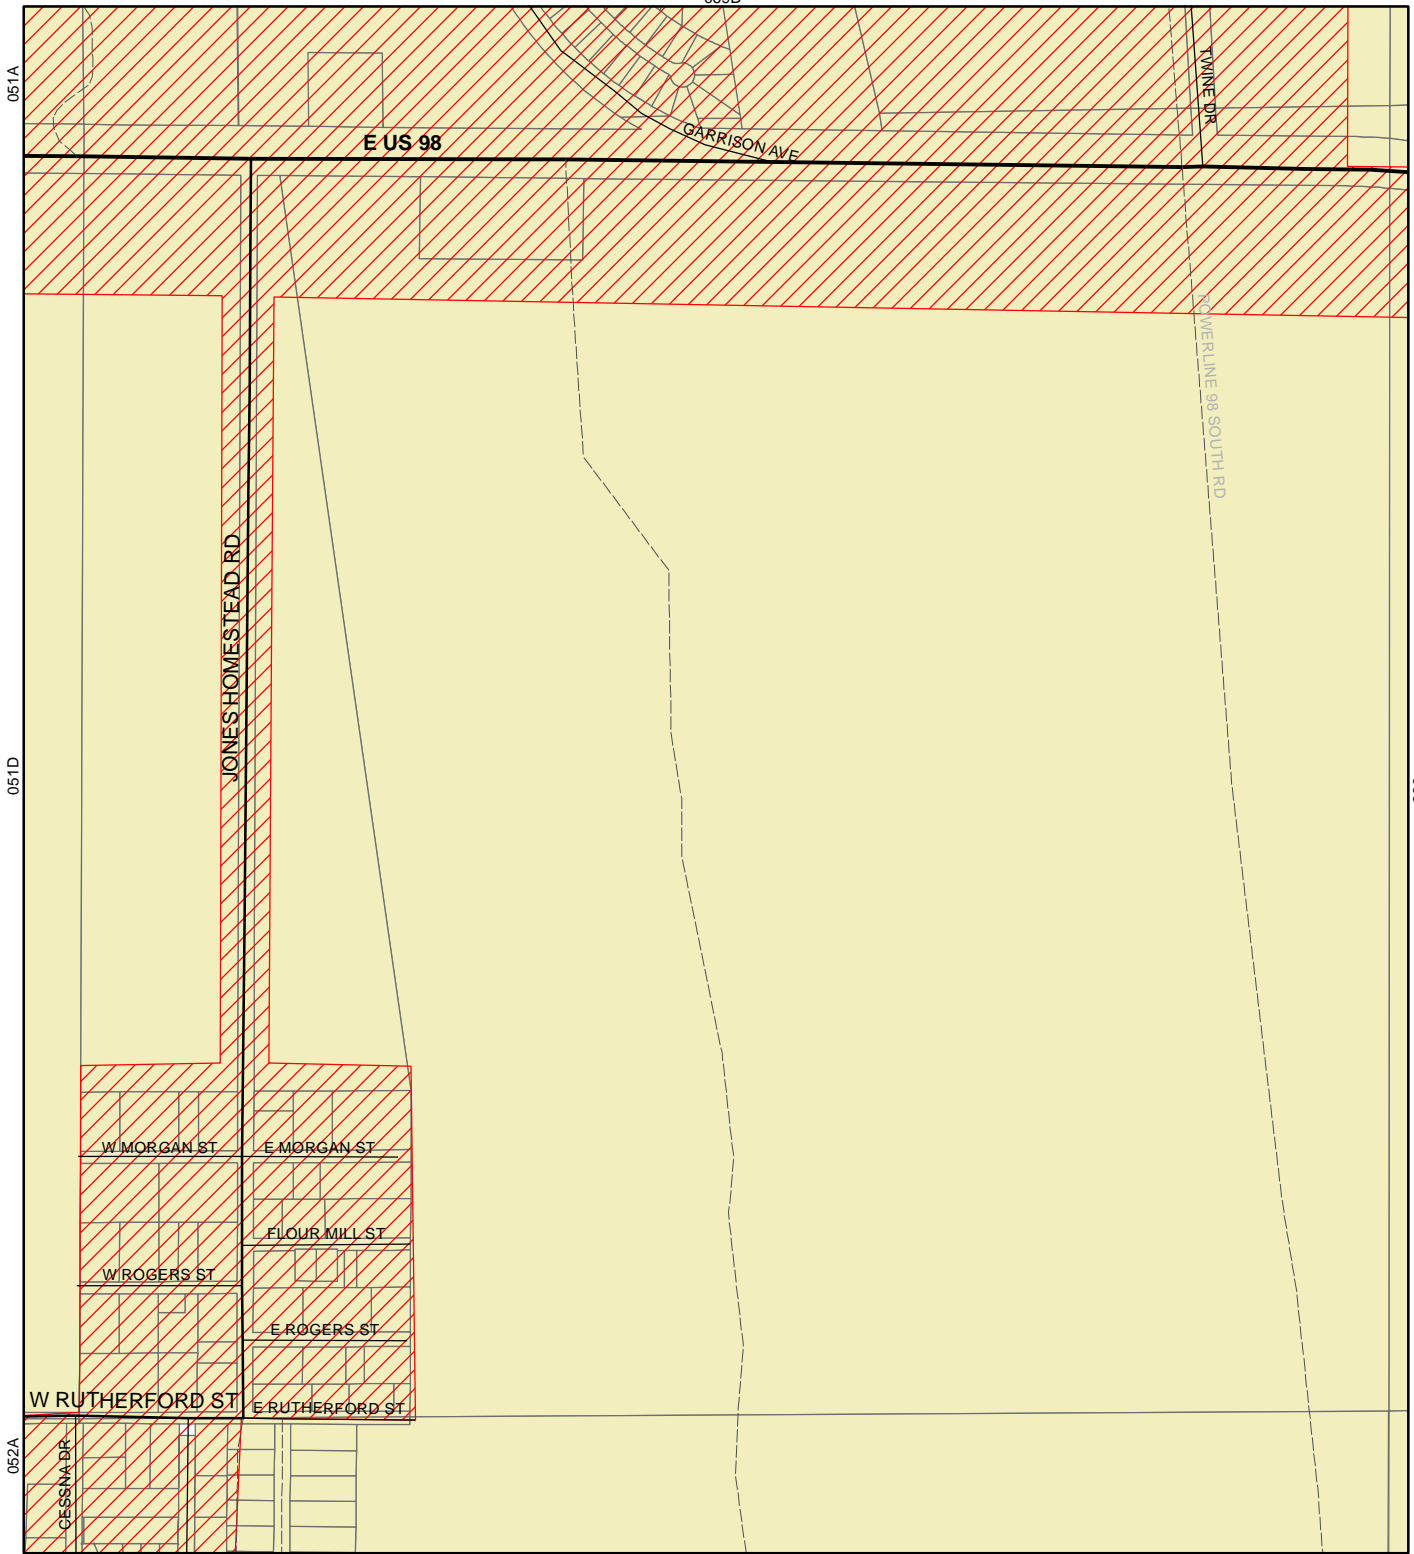 051A
TWINE DR
E US 98
GARRISON AVE
POWERLINE 98 SOUTH RD
JONES HOMESTEAD RD
051D
W MORGAN ST
E MORGAN ST
FLOUR MILL ST
W ROGERS ST
E ROGERS ST
W RUTHERFORD ST
E RUTHERFORD ST
052A
CESSNA DR